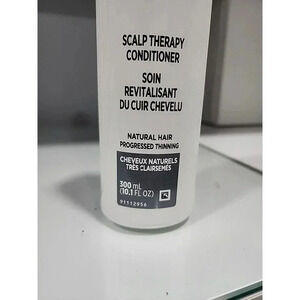 SCALP THERAPY
CONDITIONER
SOIN
REVITALISANT
DU CUIR CHEVELU
NATURAL HAIR
PROGRESSED THINNING
CHEVEUX NATURELS
TRÈS CLAIRSEMÉS
300 mL
(10.1 FL OZ)
91112956